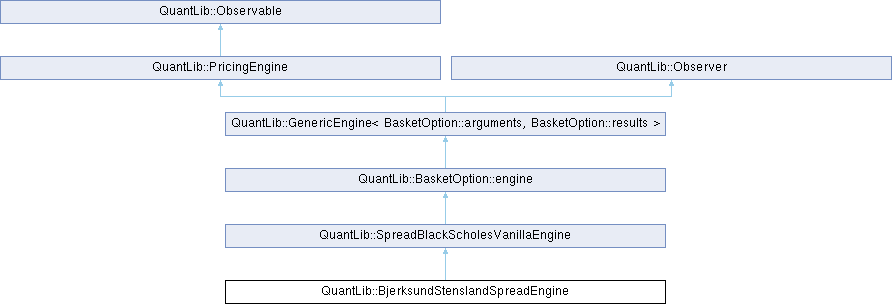 QuantLib::Observable
QuantLib::PricingEngine
QuantLib::Observer
QuantLib::GenericEngine< BasketOption::arguments, BasketOption::results >
QuantLib::BasketOption::engine
QuantLib::SpreadBlackScholesVanillaEngine
QuantLib::BjerksundStenslandSpreadEngine